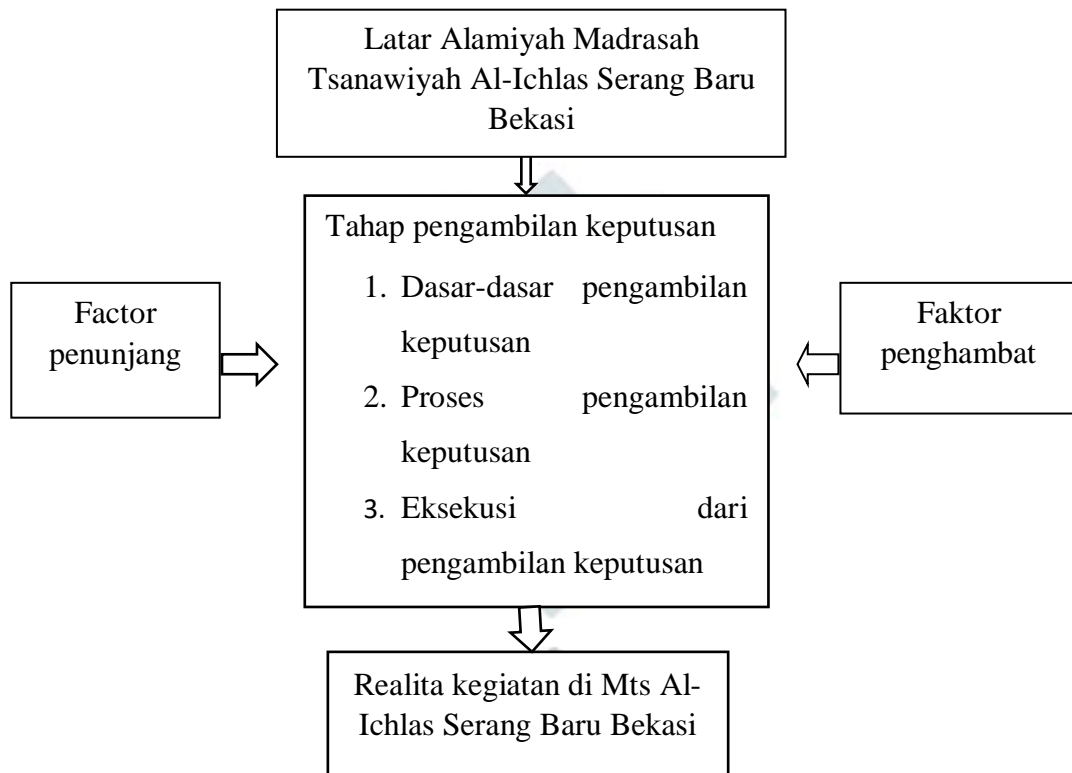 Latar Alamiyah Madrasah
Tsanawiyah Al-Ichlas Serang Baru
Bekasi
Tahap pengambilan keputusan
1. Dasar-dasar pengambilan
keputusan
2. Proses pengambilan
keputusan
3. Eksekusi dari
pengambilan keputusan
Factor
penunjang
Faktor
penghambat
Realita kegiatan di Mts Al-
Ichlas Serang Baru Bekasi